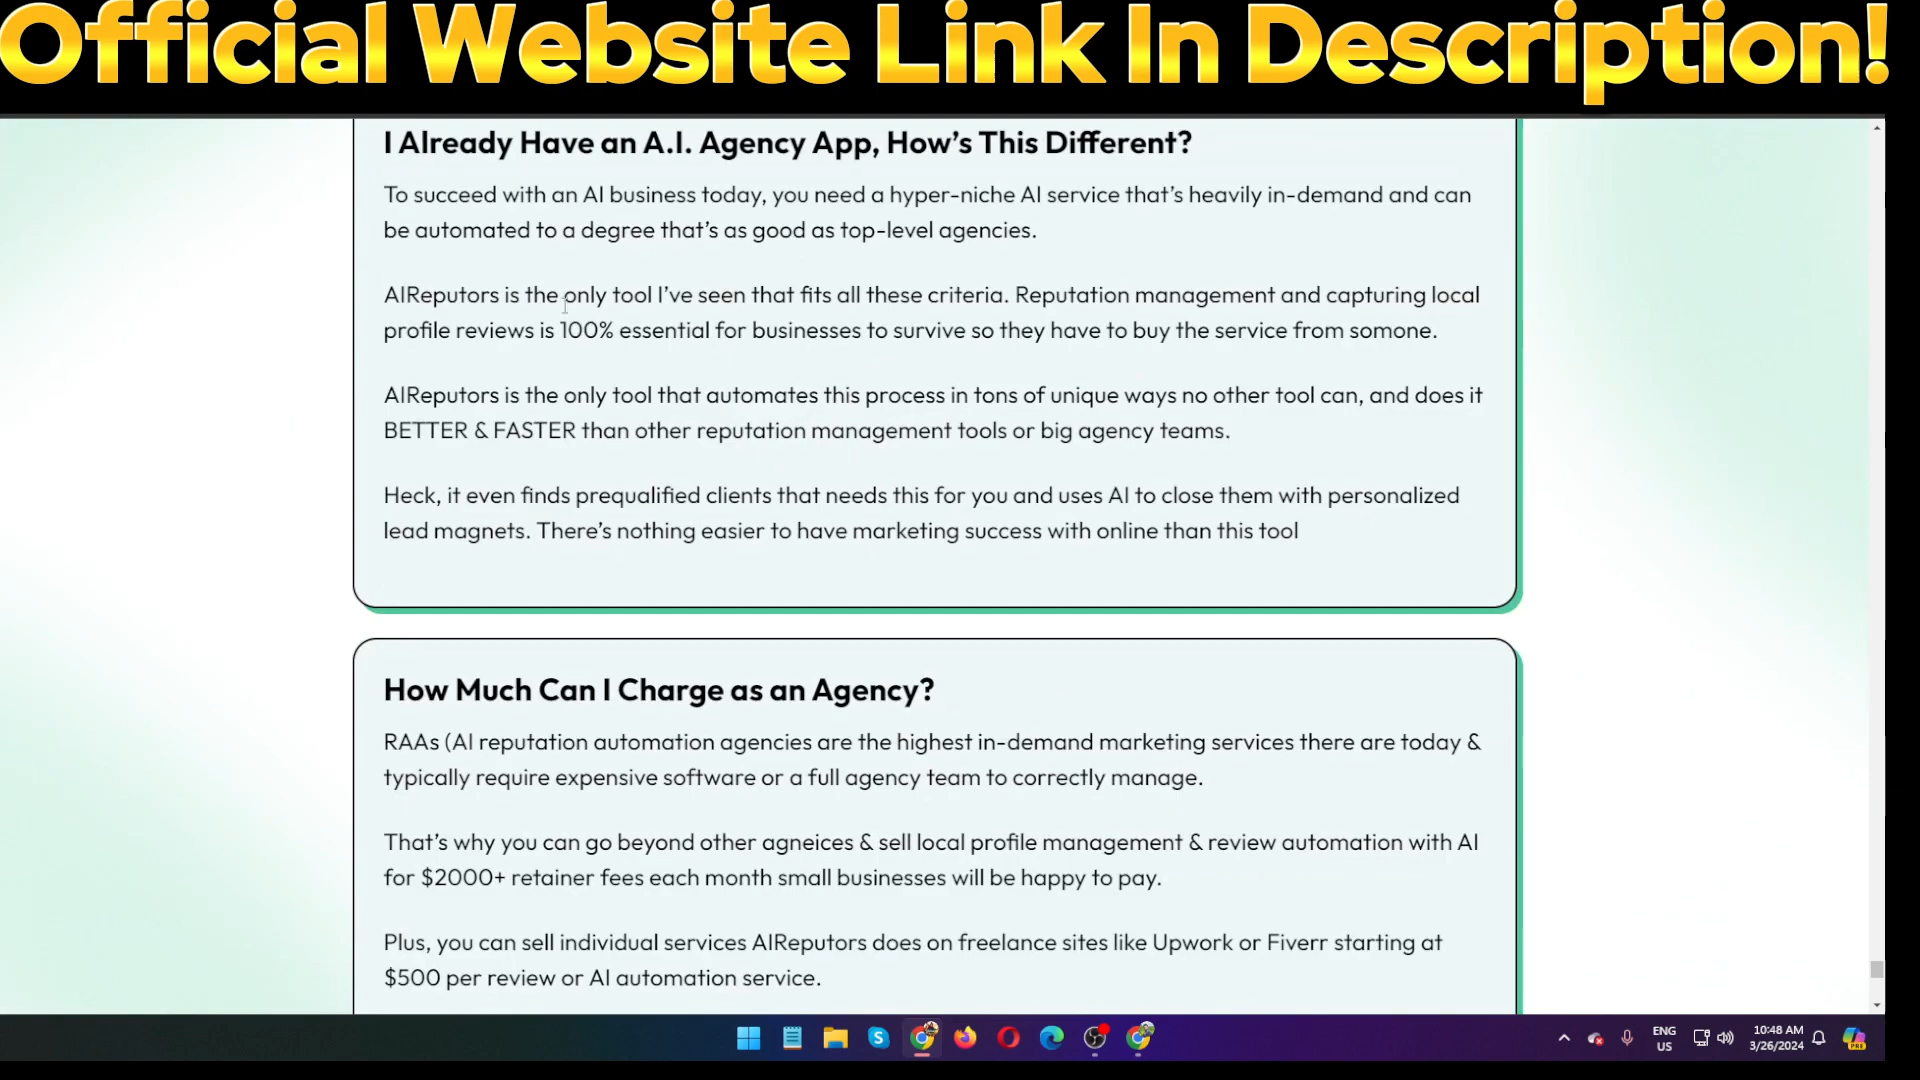 Official Website Link In Description!
I Already Have an A.I. Agency App, How's This Different?
To succeed with an AI business today, you need a hyper-niche AI service that's heavily in-demand and can
be automated to a degree that's as good as top-level agencies.
AIReputors is the only tool I've seen that fits all these criteria. Reputation management and capturing local
profile reviews is 100% essential for businesses to survive so they have to buy the service from somone.
AIReputors is the only tool that automates this process in tons of unique ways no other tool can, and does it
BETTER & FASTER than other reputation management tools or big agency teams.
Heck, it even finds prequalified clients that needs this for you and uses AI to close them with personalized
lead magnets. There's nothing easier to have marketing success with online than this tool
How Much Can I Charge as an Agency?
RAAs (AI reputation automation agencies are the highest in-demand marketing services there are today &
typically require expensive software or a full agency team to correctly manage.
That's why you can go beyond other agneices & sell local profile management & review automation with AI
for $2000+ retainer fees each month small businesses will be happy to pay.
Plus, you can sell individual services AIReputors does on freelance sites like Upwork or Fiverr starting at
$500 per review or AI automation service.
ENG
US
10:48 AM
3/26/2024
PRE